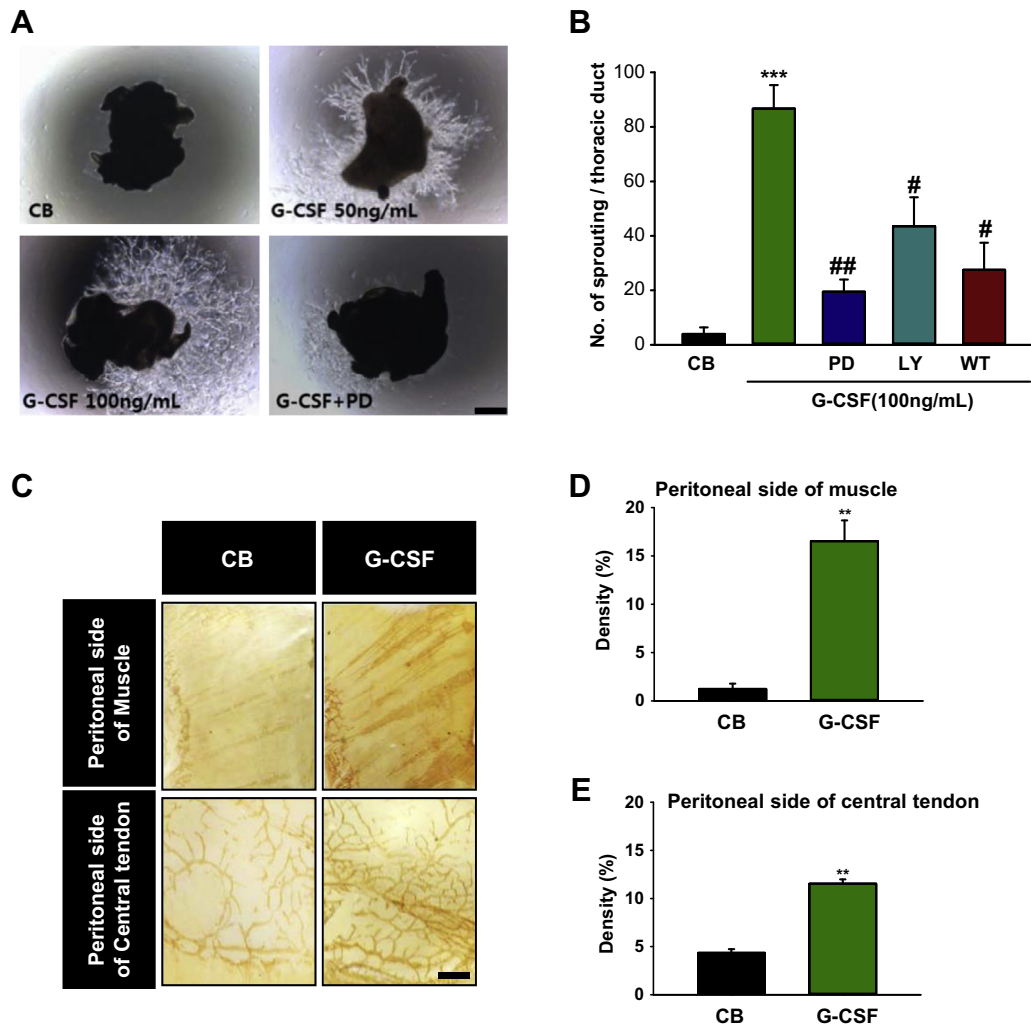 A
CB
G-CSF 50ng/mL
G-CSF 100ng/mL
G-CSF+PD
B
No. of sprouting / thoracic duct
100
80
60
40
20
0
***
##
#
#
CB
PD
LY
WT
G-CSF(100ng/mL)
C
CB
G-CSF
Peritoneal side
of Muscle
Peritoneal side
of Central tendon
D
Peritoneal side of muscle
Density (%)
20
15
10
5
0
**
CB
G-CSF
E
Peritoneal side of central tendon
Density (%)
20
15
10
5
0
**
CB
G-CSF